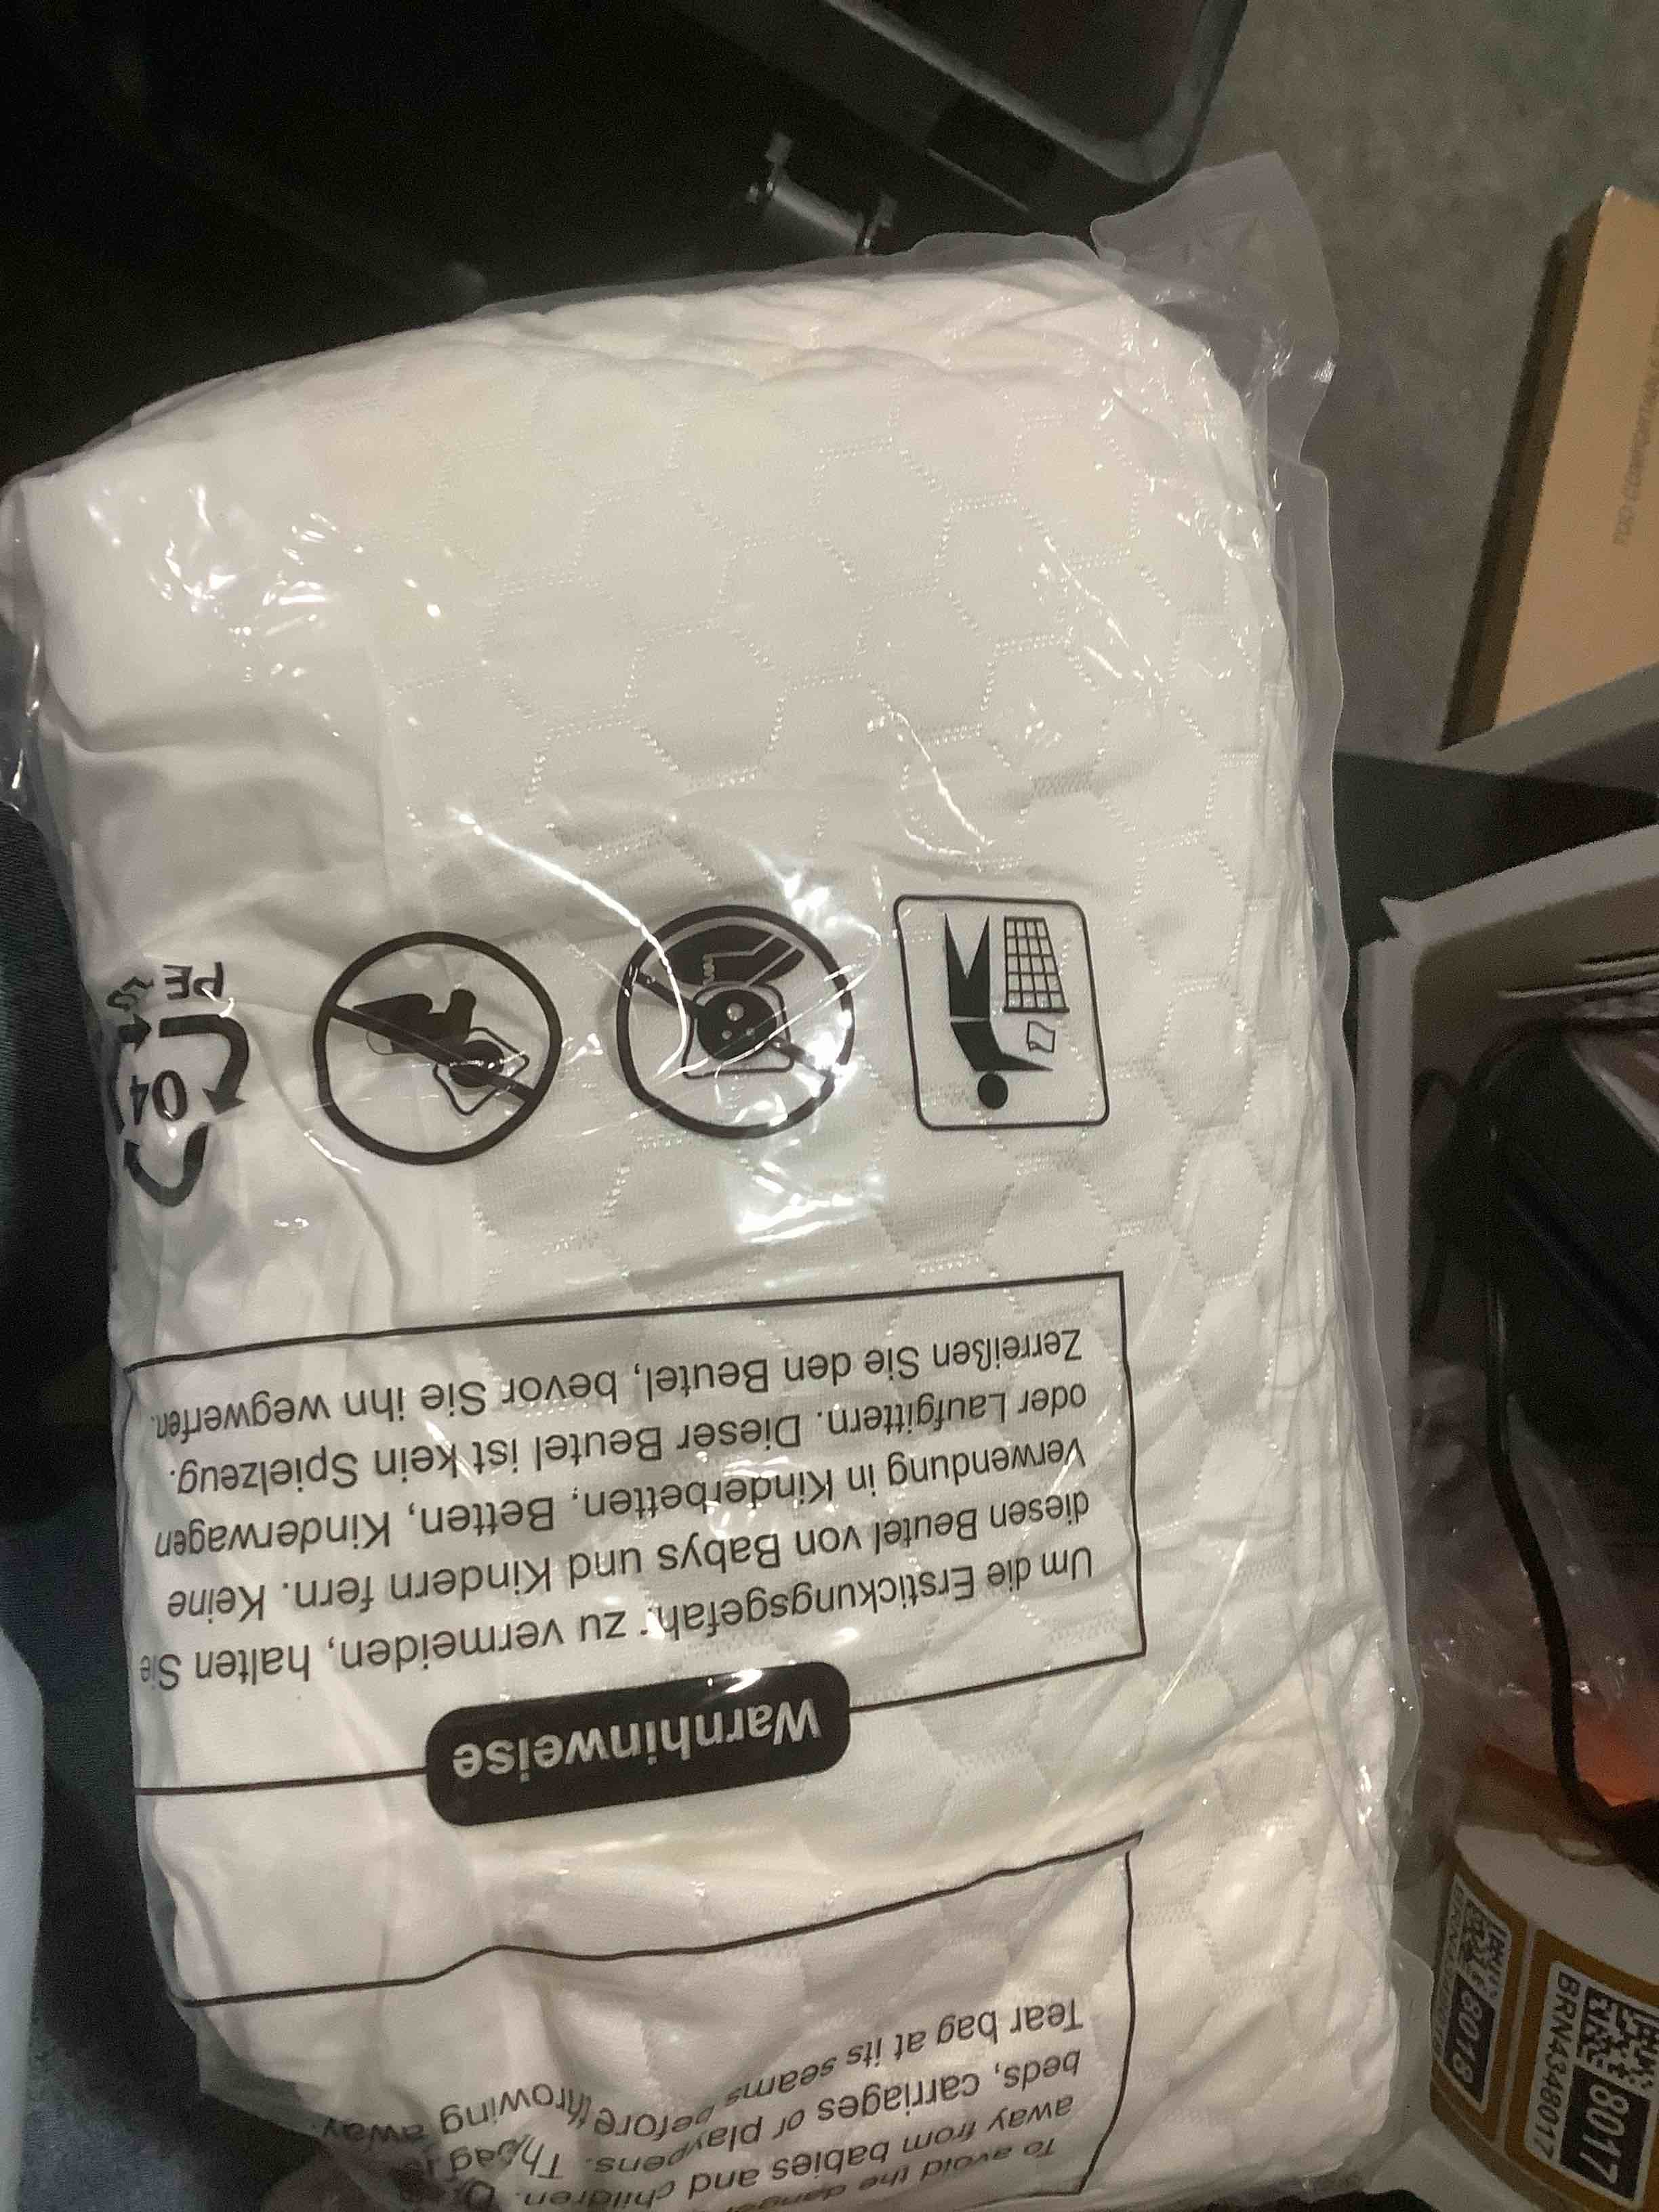 To avoid the danger
away from babies and children.
beds, carriages or playpens.
Tear bag at its seams before throwing away.
Warnhinweise
Um die Erstickungsgefahr zu vermeiden, halten Sie
diesen Beutel von Babys und Kindern fern. Keine
Verwendung in Kinderbetten, Betten, Kinderwagen
oder Laufgittern. Dieser Beutel ist kein Spielzeug.
Zerreißen Sie den Beutel, bevor Sie ihn wegwerfen.
04
PE
8018
8017
BRN4348017